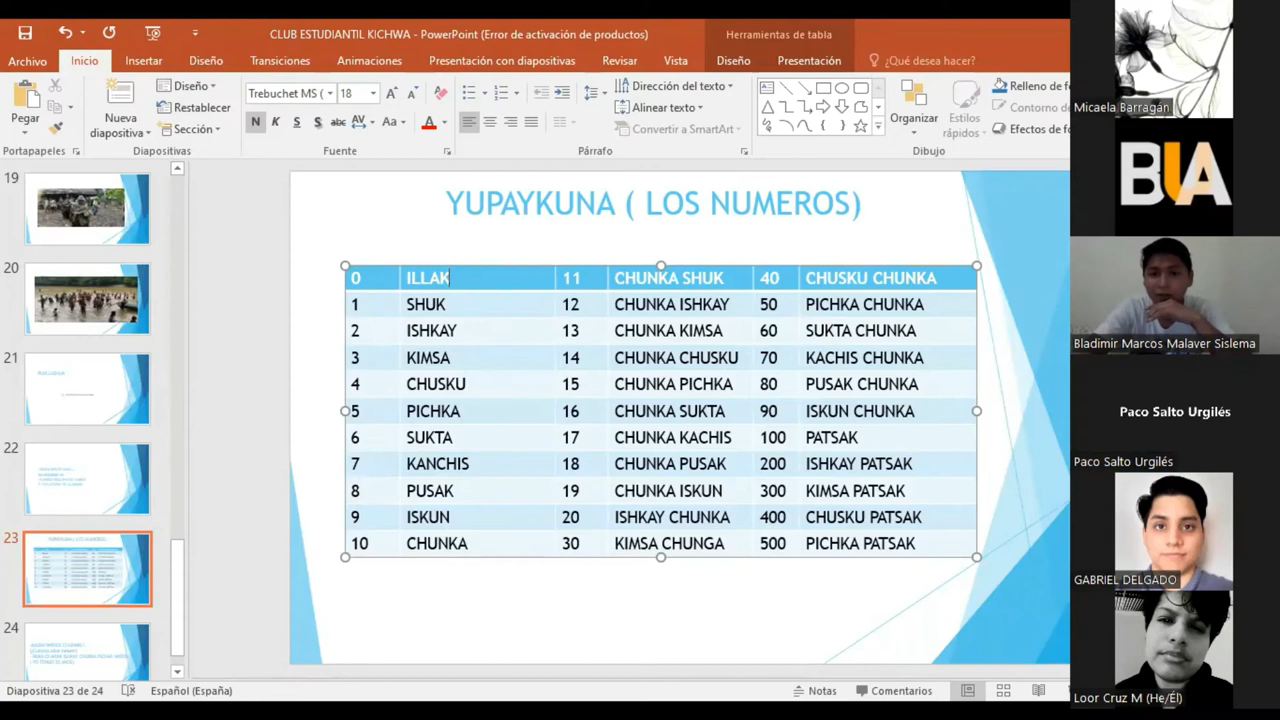 CLUB ESTUDIANTIL KICHWA - PowerPoint (Error de activación de productos)
Herramientas de tabla
Archivo Inicio Insertar Diseño Transiciones Animaciones Presentación con diapositivas Revisar Vista Diseño Presentación ¿Qué desea hacer?
Pegar
Nueva diapositiva
Diseño
Restablecer
Sección
Trebuchet MS ( 18
N K S S abc AV Aa A
Dirección del texto
Alinear texto
Convertir a SmartArt
Organizar
Estilos rápidos
Relleno de fo
Contorno de
Efectos de fo
Portapapeles Diapositivas Fuente Párrafo Dibujo
19
20
21
22
23
24
YUPAYKUNA ( LOS NUMEROS)
0 ILLAK 11 CHUNKA SHUK 40 CHUSKU CHUNKA
1 SHUK 12 CHUNKA ISHKAY 50 PICHKA CHUNKA
2 ISHKAY 13 CHUNKA KIMSA 60 SUKTA CHUNKA
3 KIMSA 14 CHUNKA CHUSKU 70 KACHIS CHUNKA
4 CHUSKU 15 CHUNKA PICHKA 80 PUSAK CHUNKA
5 PICHKA 16 CHUNKA SUKTA 90 ISKUN CHUNKA
6 SUKTA 17 CHUNKA KACHIS 100 PATSAK
7 KANCHIS 18 CHUNKA PUSAK 200 ISHKAY PATSAK
8 PUSAK 19 CHUNKA ISKUN 300 KIMSA PATSAK
9 ISKUN 20 ISHKAY CHUNKA 400 CHUSKU PATSAK
10 CHUNKA 30 KIMSA CHUNGA 500 PICHKA PATSAK
Diapositiva 23 de 24 Español (España) Notas Comentarios
Micaela Barragán
BUA
Bladimir Marcos Malaver Sislema
Paco Salto Urgilés
Paco Salto Urgilés
GABRIEL DELGADO
Loor Cruz M (He/Él)